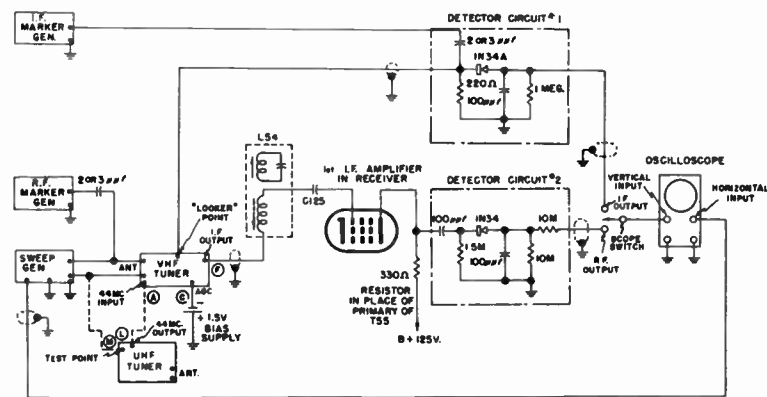 I.F.
MARKER
GEN.
DETECTOR CIRCUIT #1
2 OR 3 μμf
1N34A
220Ω
100μμf
1 MEG.
L54
1st I.F. AMPLIFIER
IN RECEIVER
C125
R.F.
MARKER
GEN
2 OR 3 μμf
"LOOKER"
POINT
I.F.
OUTPUT
SWEEP
GEN
ANT
VHF
TUNER
44MC
INPUT
A
C
AGC
F
1.5V
BIAS
SUPPLY
M
L
44MC.
OUTPUT
TEST POINT
UHF
TUNER
ANT.
DETECTOR CIRCUIT #2
100μμf
1N34
10M
1.5M
100μμf
10M
330Ω
RESISTOR
IN PLACE OF
PRIMARY OF
T55
B+125V.
OSCILLOSCOPE
VERTICAL
INPUT
HORIZONTAL
INPUT
I.F
OUTPUT
SCOPE
SWITCH
R.F.
OUTPUT